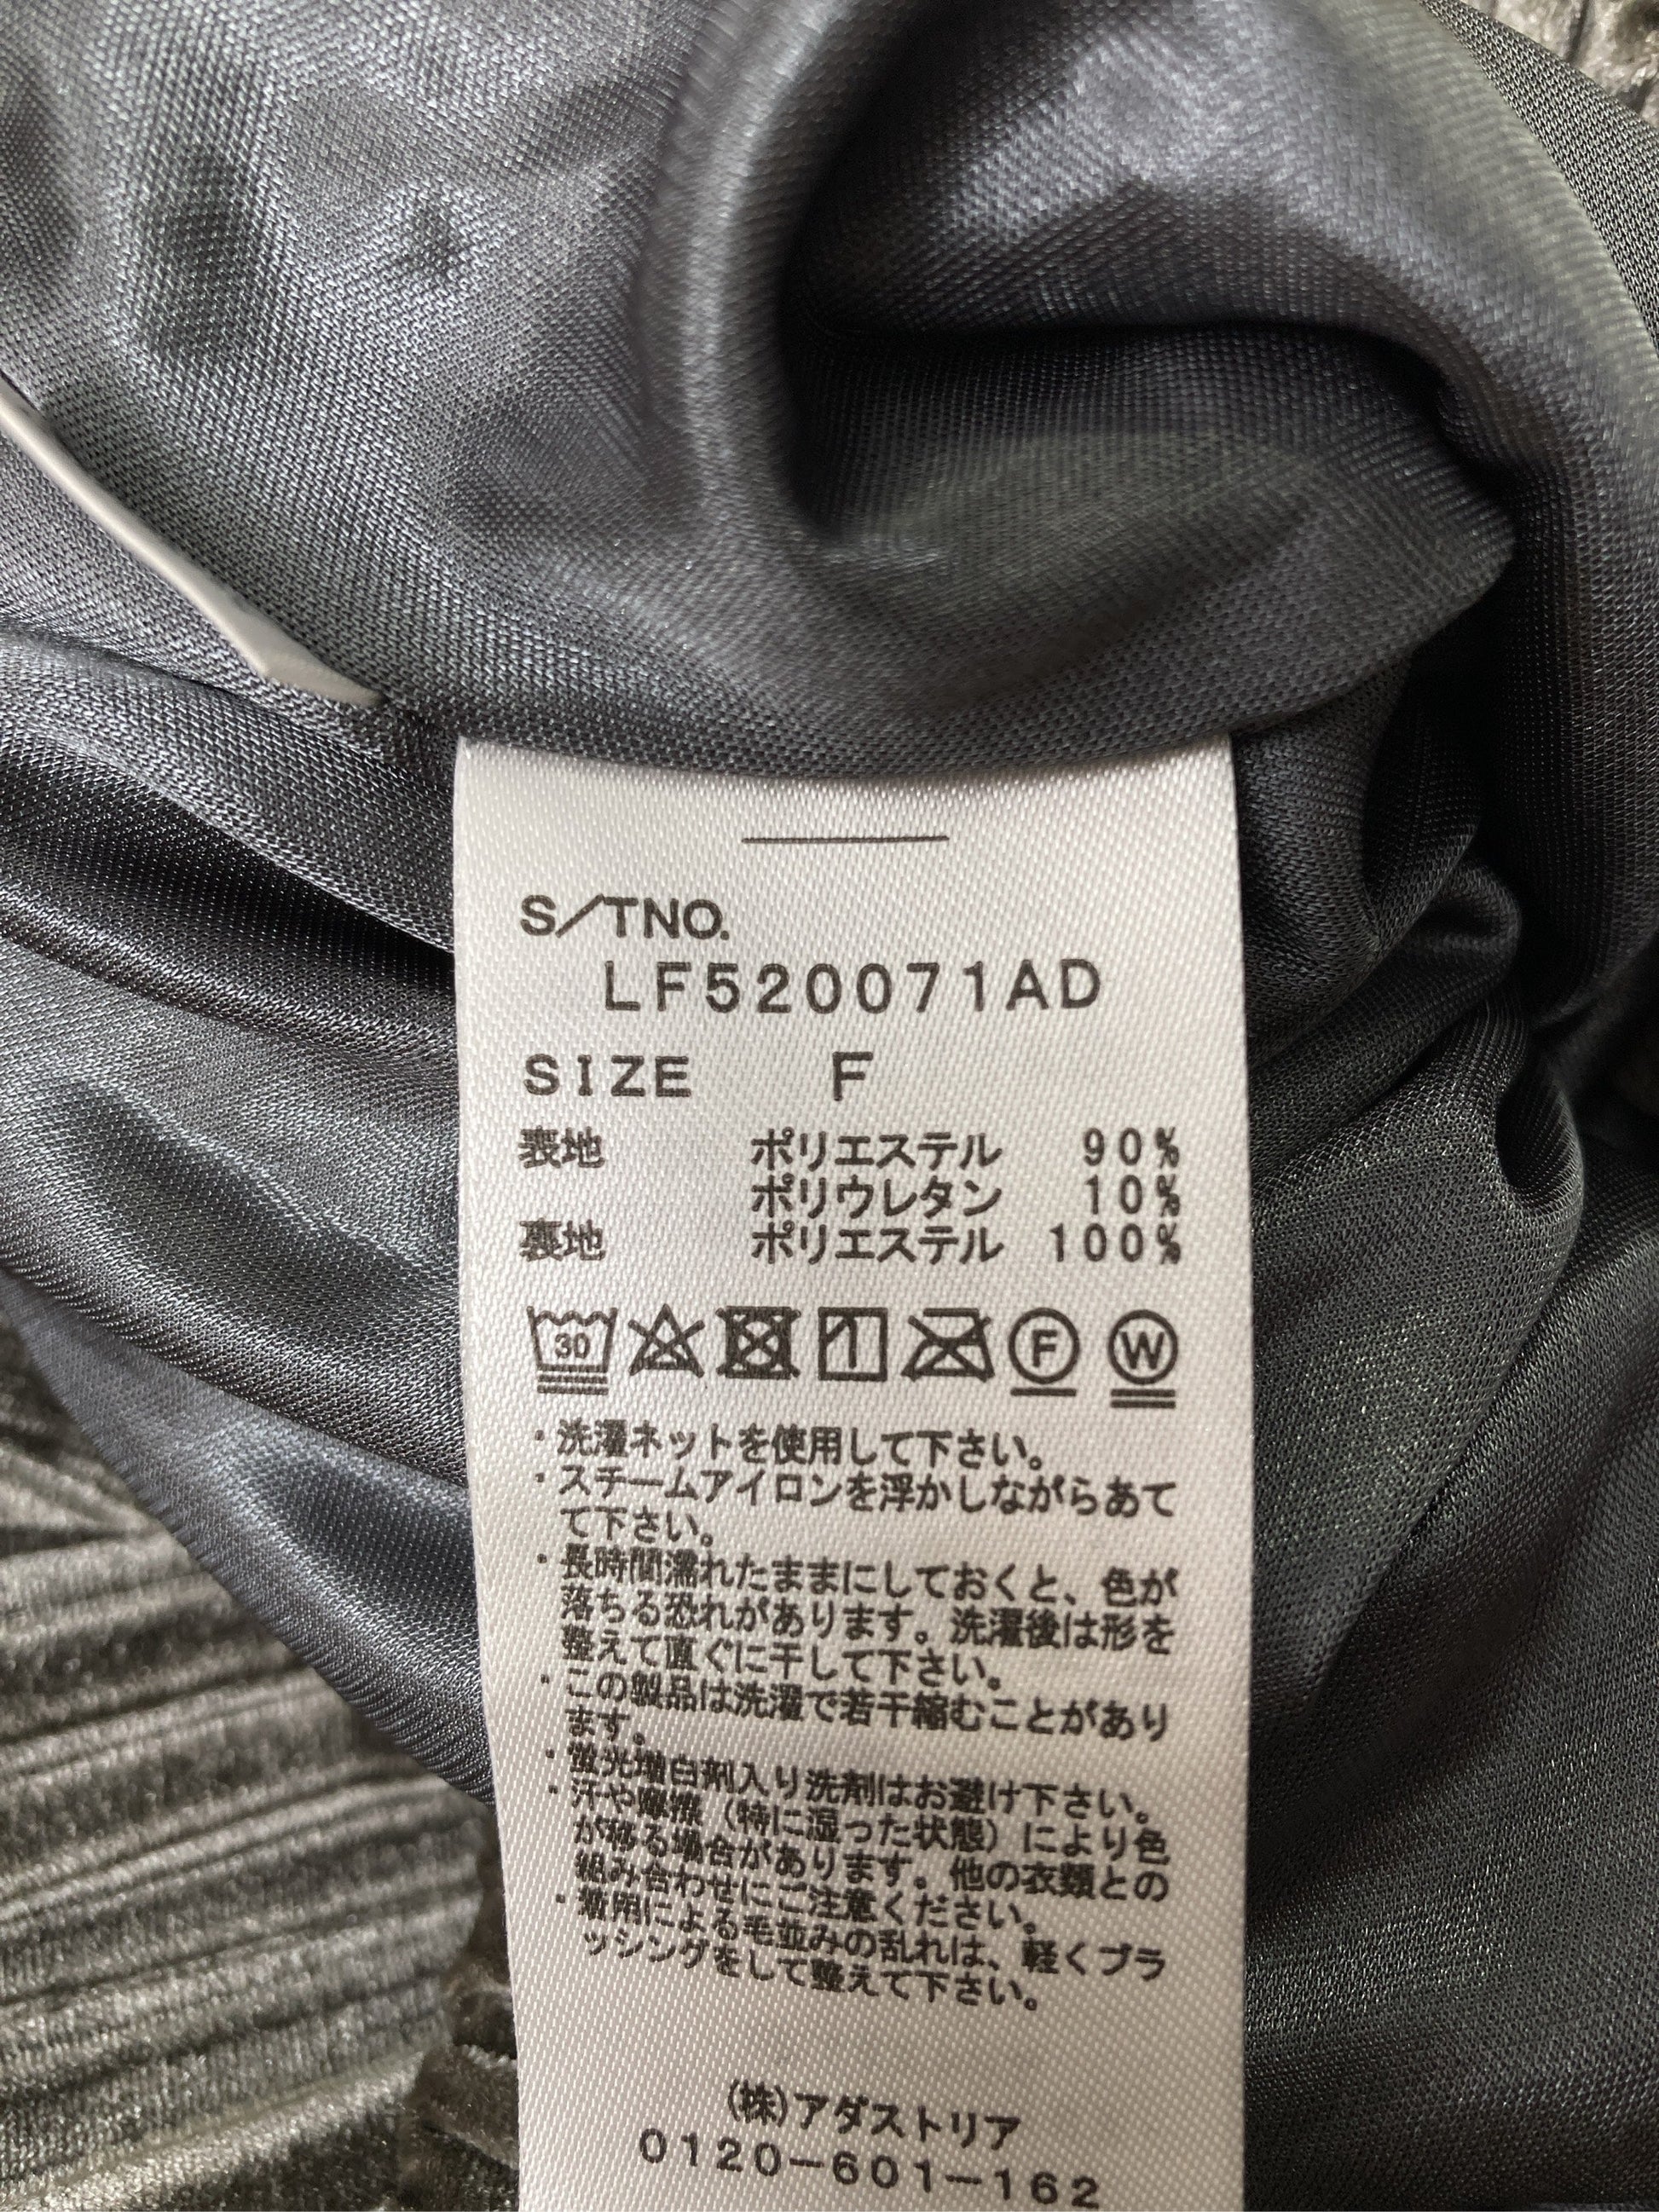 S/TNO.
LF520071AD
SIZE F
表地 ポリエステル 90%
ポリウレタン 10%
裏地 ポリエステル 100%
30 F W
・洗濯ネットを使用して下さい。
・スチームアイロンを浮かしながらあて
て下さい。
・長時間濡れたままにしておくと、色が
落ちる恐れがあります。洗濯後は形を
整えて直ぐに干して下さい。
・この製品は洗濯で若干縮むことがあり
ます。
・蛍光増白剤入り洗剤はお避け下さい。
・汗や摩擦（特に湿った状態）により色
が移る場合があります。他の衣類との
組み合わせにご注意ください。
・着用による毛並みの乱れは、軽くブラ
ッシングをして整えて下さい。
(株)アダストリア
0120-601-162